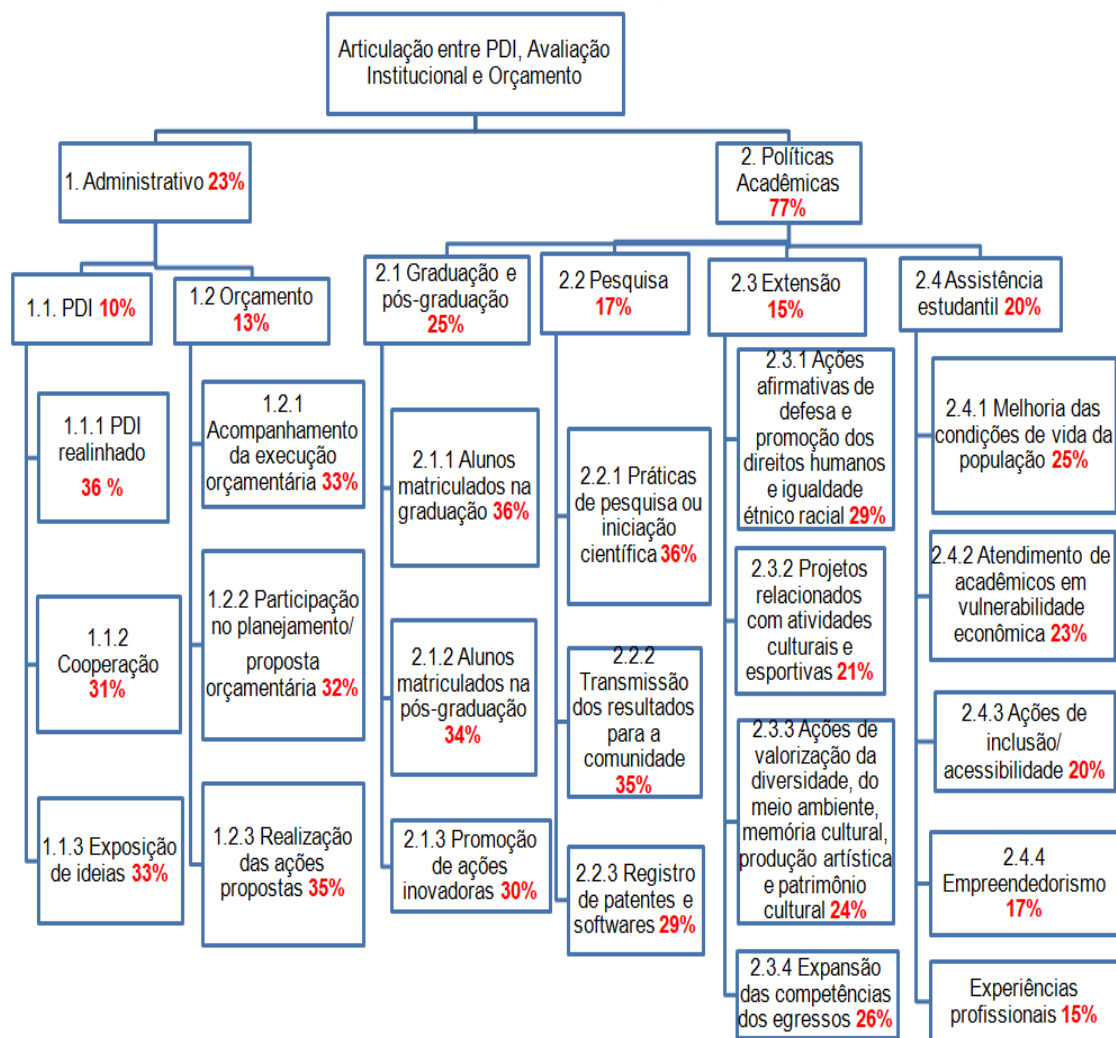 Articulação entre PDI, Avaliação
Institucional e Orçamento
1. Administrativo 23%
2. Políticas
Acadêmicas
77%
1.1. PDI 10%
1.2 Orçamento
13%
2.1 Graduação e
pós-graduação
25%
2.2 Pesquisa
17%
2.3 Extensão
15%
2.4 Assistência
estudantil 20%
1.1.1 PDI
realinhado
36 %
1.1.2
Cooperação
31%
1.1.3 Exposição
de ideias 33%
1.2.1
Acompanhamento
da execução
orçamentária 33%
1.2.2 Participação
no planejamento/
proposta
orçamentária 32%
1.2.3 Realização
das ações
propostas 35%
2.1.1 Alunos
matriculados na
graduação 36%
2.1.2 Alunos
matriculados na
pós-graduação
34%
2.1.3 Promoção
de ações
inovadoras 30%
2.2.1 Práticas
de pesquisa ou
iniciação
científica 36%
2.2.2
Transmissão
dos resultados
para a
comunidade
35%
2.2.3 Registro
de patentes e
softwares 29%
2.3.1 Ações
afirmativas de
defesa e
promoção dos
direitos humanos
e igualdade
étnico racial 29%
2.3.2 Projetos
relacionados
com atividades
culturais e
esportivas 21%
2.3.3 Ações de
valorização da
diversidade, do
meio ambiente,
memória cultural,
produção artística
e patrimônio
cultural 24%
2.3.4 Expansão
das competências
dos egressos 26%
2.4.1 Melhoria das
condições de vida da
população 25%
2.4.2 Atendimento de
acadêmicos em
vulnerabilidade
econômica 23%
2.4.3 Ações de
inclusão/
acessibilidade 20%
2.4.4
Empreendedorismo
17%
Experiências
profissionais 15%